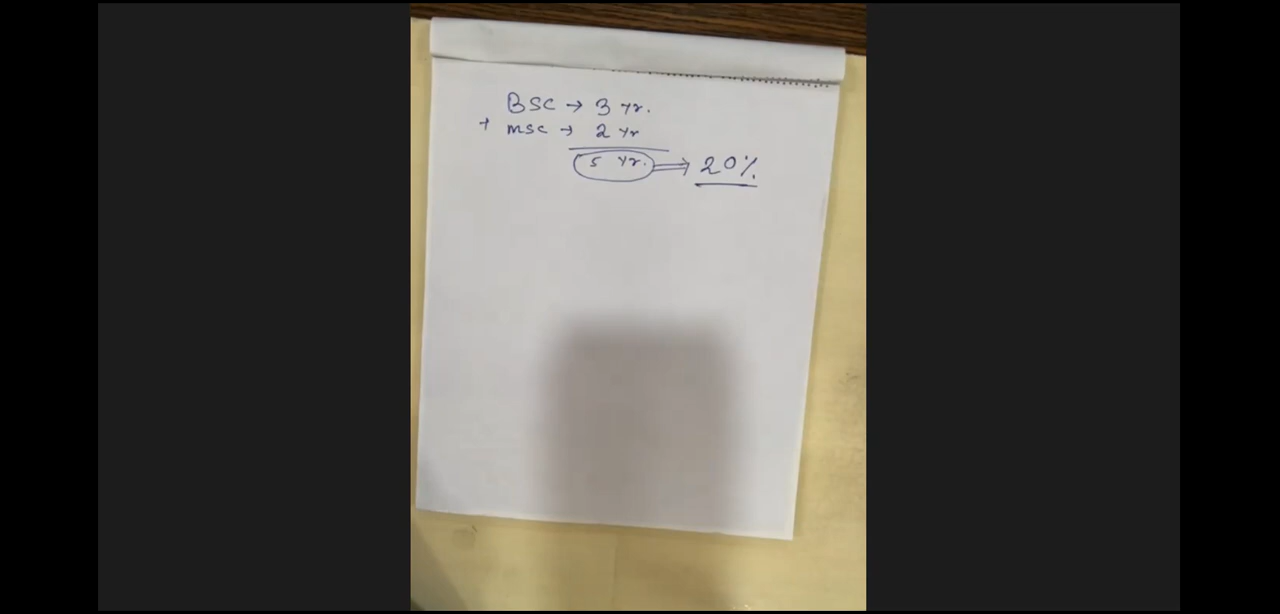 BSC → 3 Yr.
+ MSC → 2 Yr
5 Yr. ⇒ 20%